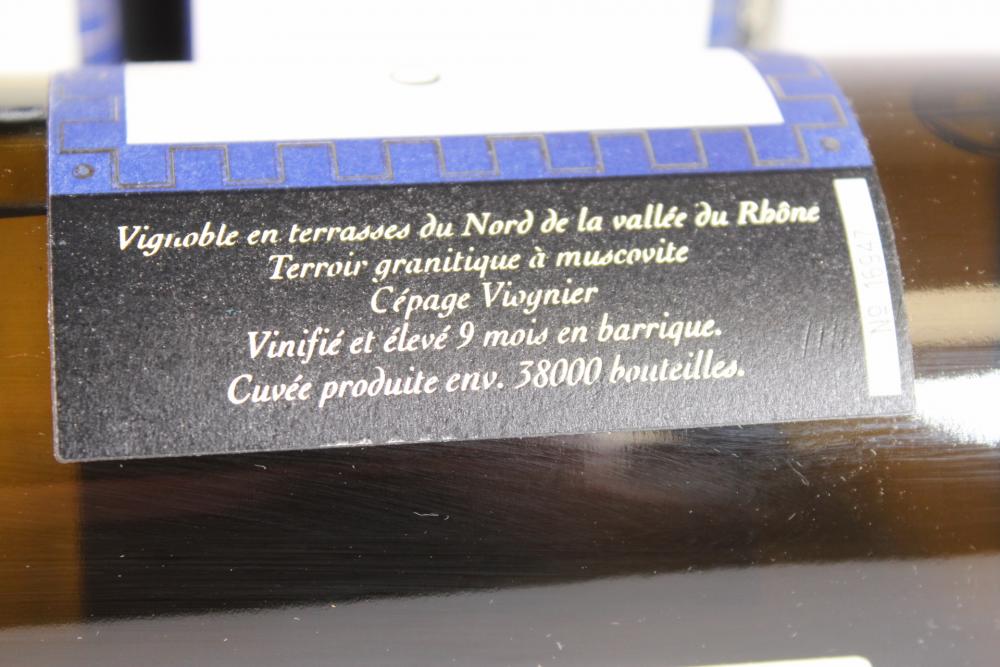 Vignoble en terrasses du Nord de la vallée du Rhône
Terroir granitique à muscovite
Cépage Viognier
Vinifié et élevé 9 mois en barrique.
Cuvée produite env. 38000 bouteilles.
No 16947